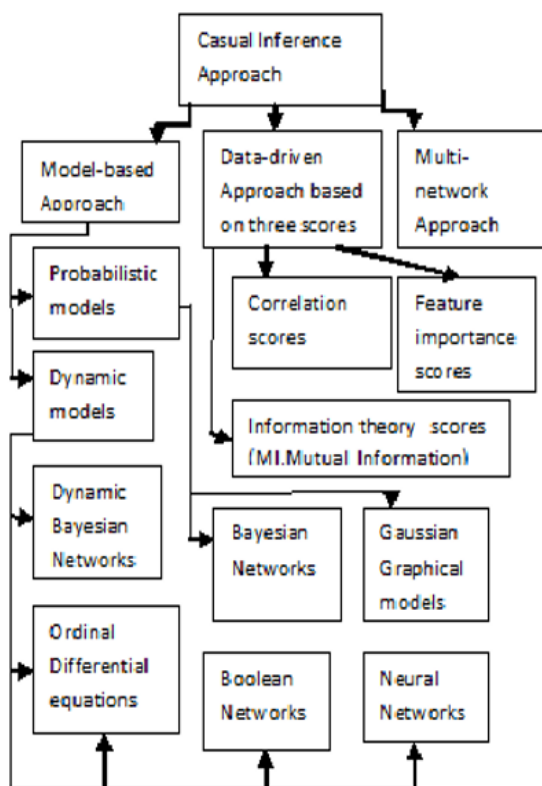 Casual Inference
Approach
Model-based
Approach
Data-driven
Approach based
on three scores
Multi-
network
Approach
Probabilistic
models
Correlation
scores
Feature
importance
scores
Dynamic
models
Information theory scores
(MI.Mutual Information)
Dynamic
Bayesian
Networks
Bayesian
Networks
Gaussian
Graphical
models
Ordinal
Differential
equations
Boolean
Networks
Neural
Networks